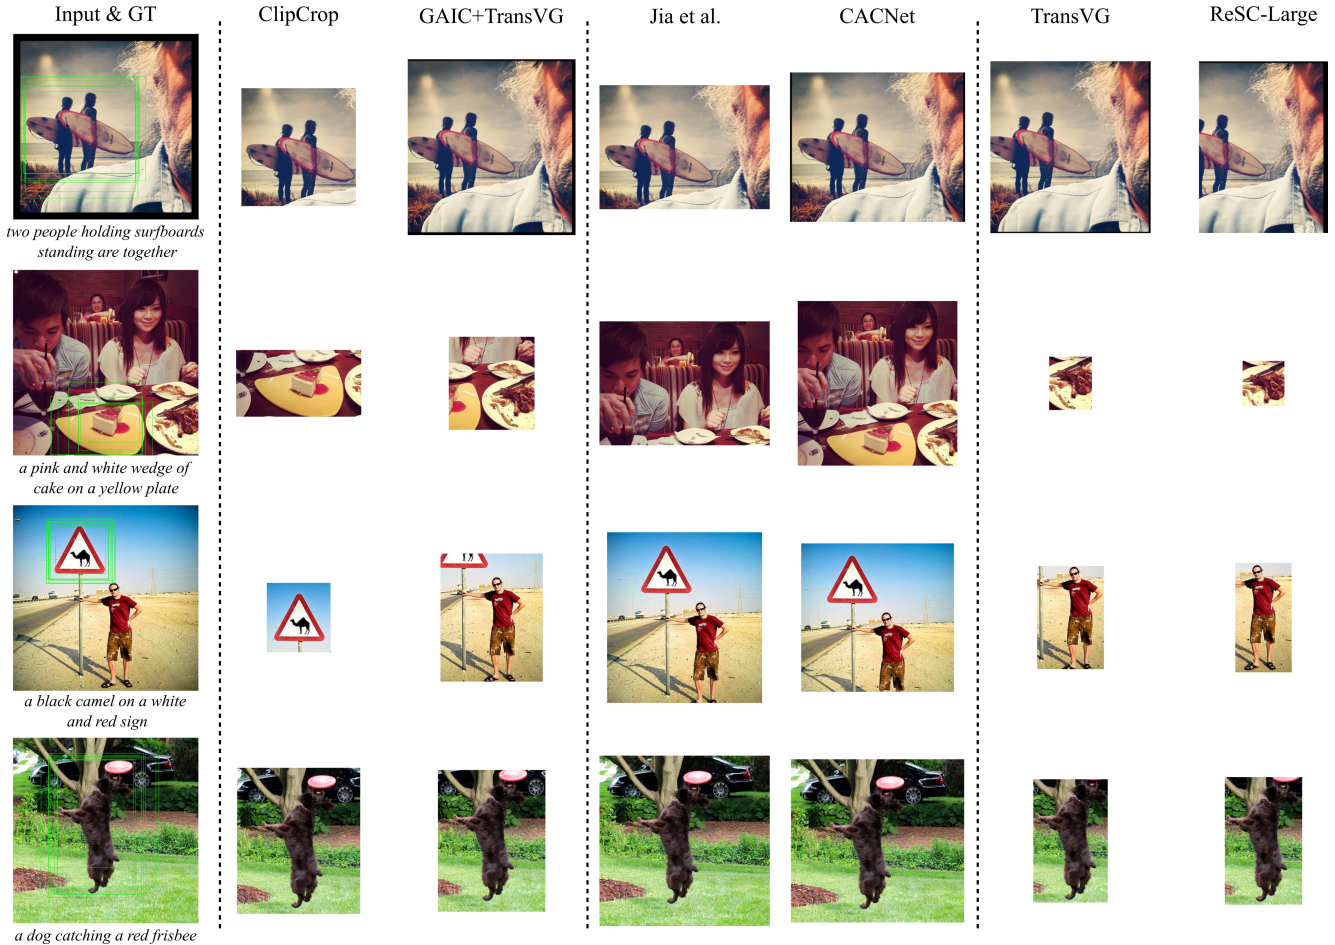 Input & GT
ClipCrop
GAIC+TransVG
Jia et al.
CACNet
TransVG
ReSC-Large
two people holding surfboards
standing are together
a pink and white wedge of
cake on a yellow plate
a black camel on a white
and red sign
a dog catching a red frisbee